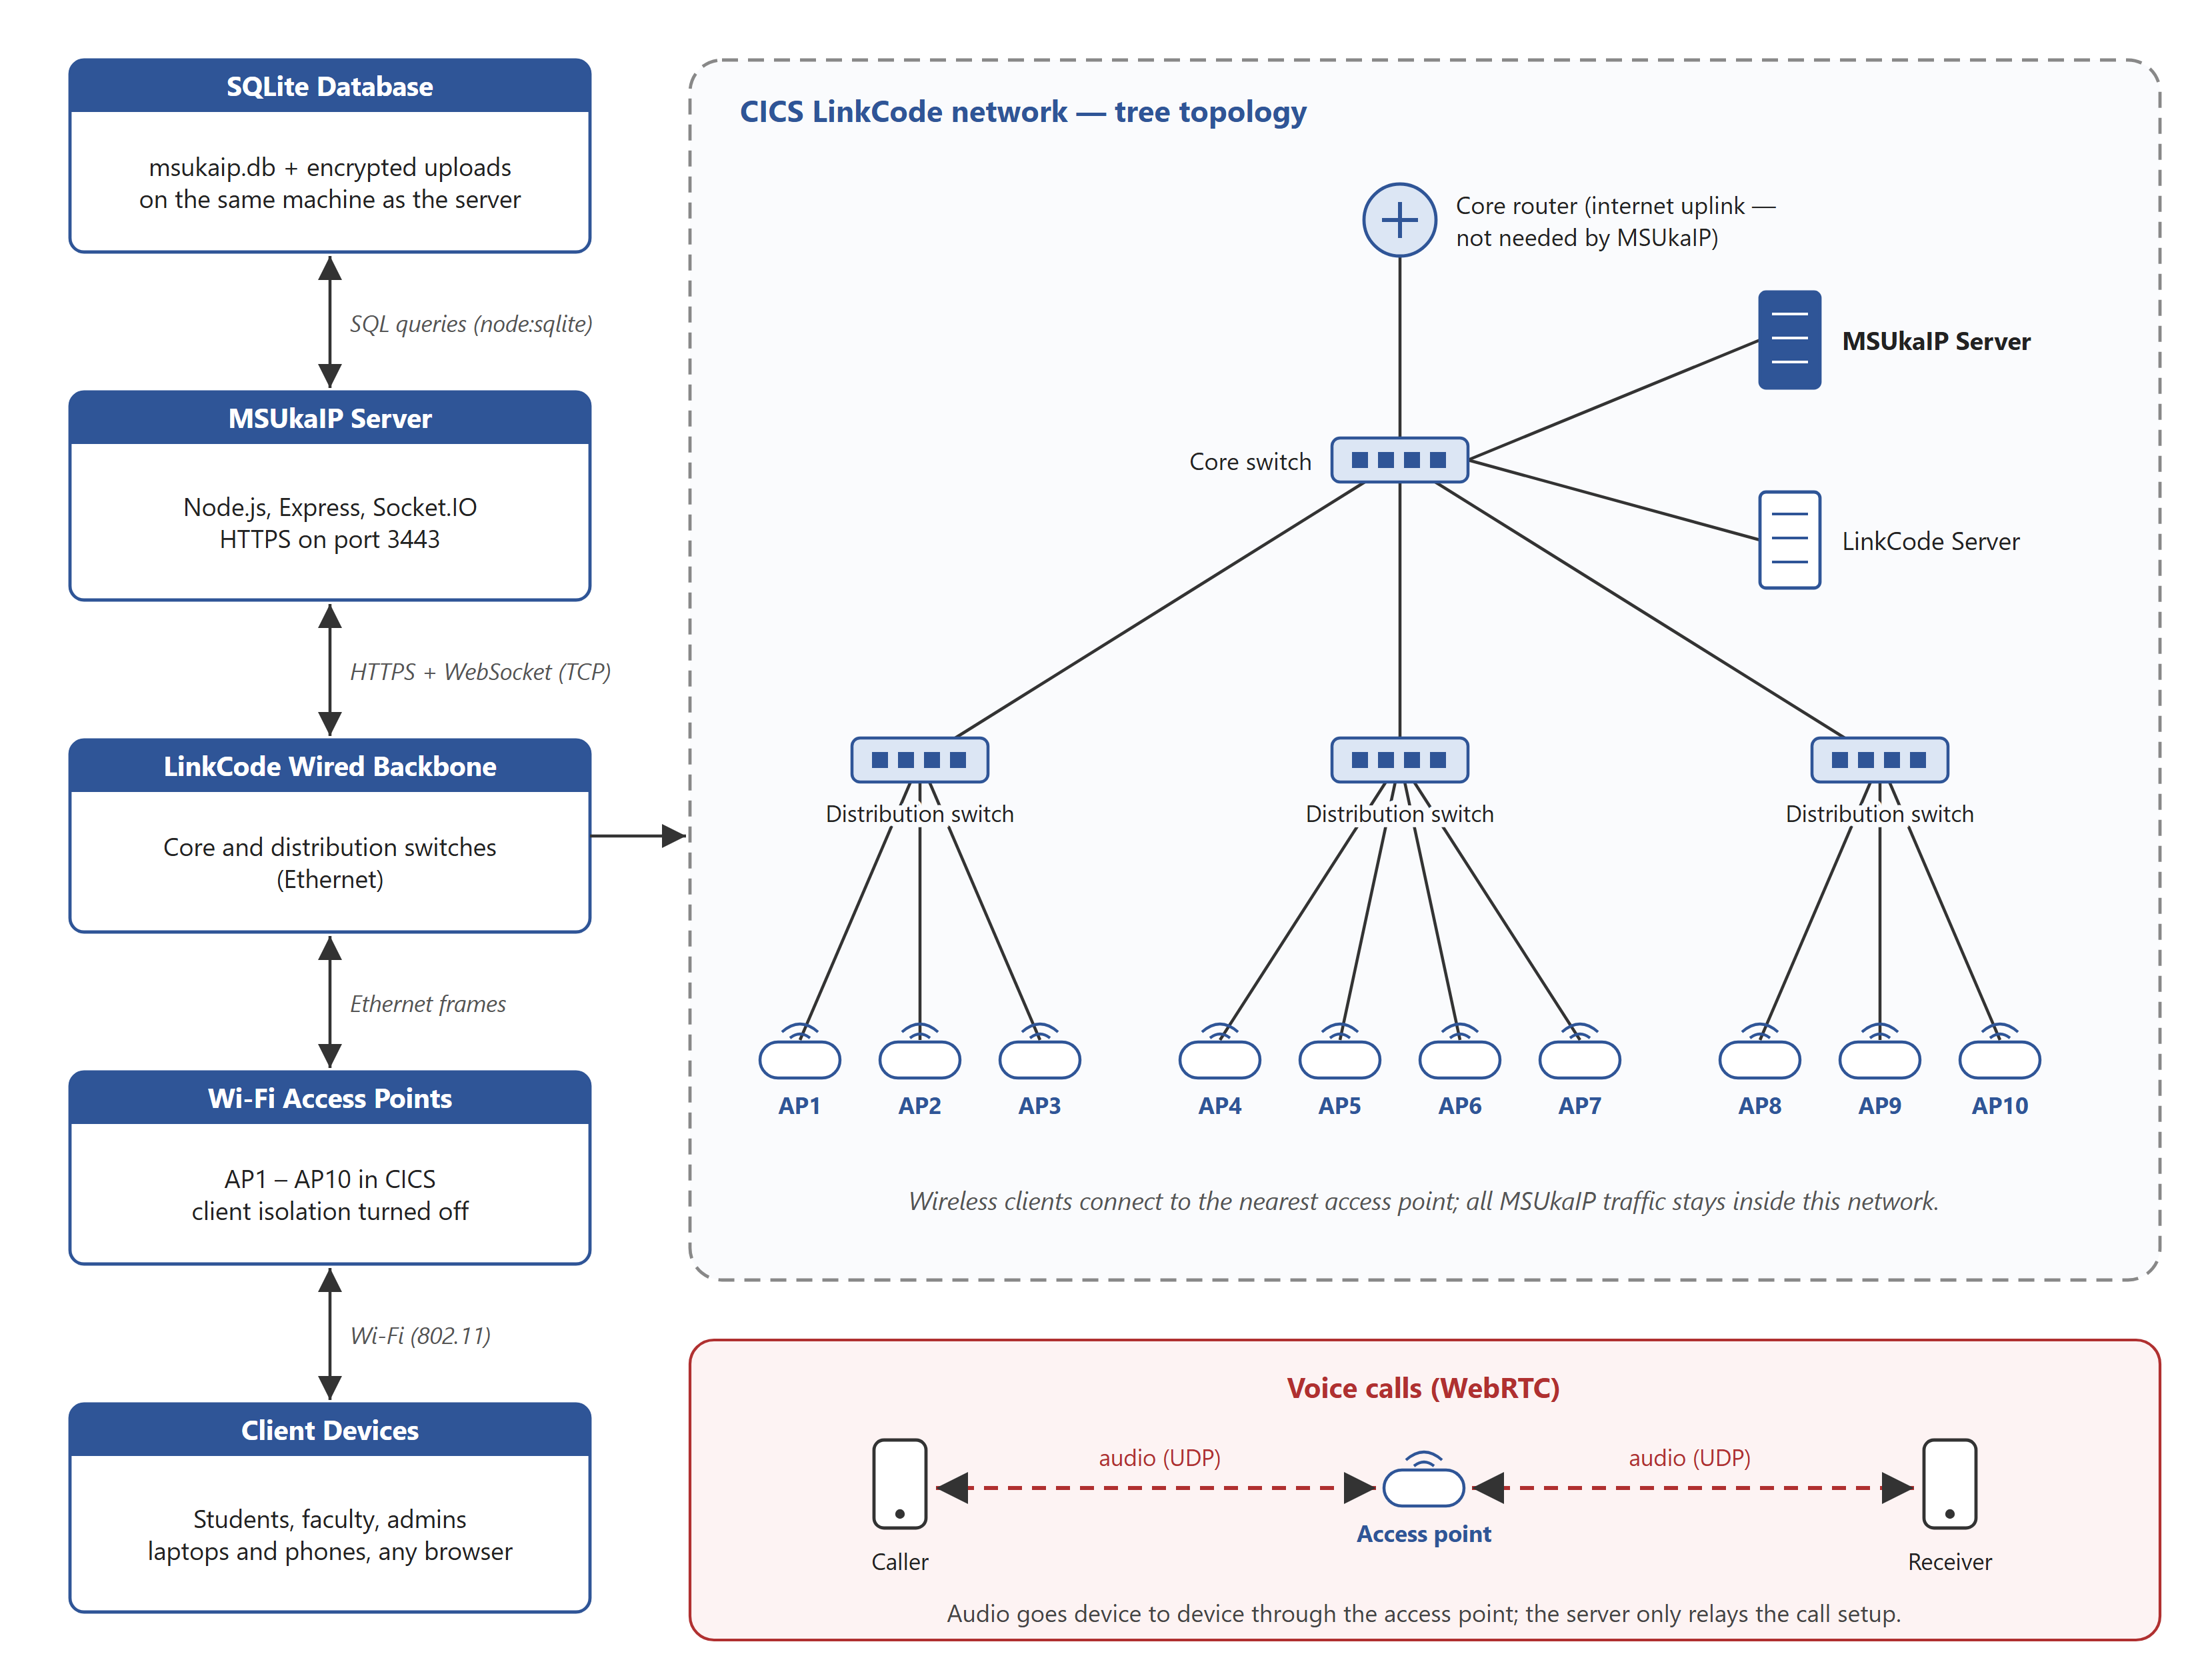 SQLite Database
msukaip.db + encrypted uploads
on the same machine as the server
SQL queries (node:sqlite)
MSUkaIP Server
Node.js, Express, Socket.IO
HTTPS on port 3443
HTTPS + WebSocket (TCP)
LinkCode Wired Backbone
Core and distribution switches
(Ethernet)
Ethernet frames
Wi-Fi Access Points
AP1 – AP10 in CICS
client isolation turned off
Wi-Fi (802.11)
Client Devices
Students, faculty, admins
laptops and phones, any browser
CICS LinkCode network — tree topology
Core router (internet uplink —
not needed by MSUkaIP)
MSUkaIP Server
Core switch
LinkCode Server
Distribution switch
Distribution switch
Distribution switch
AP1
AP2
AP3
AP4
AP5
AP6
AP7
AP8
AP9
AP10
Wireless clients connect to the nearest access point; all MSUkaIP traffic stays inside this network.
Voice calls (WebRTC)
audio (UDP)
audio (UDP)
Access point
Caller
Receiver
Audio goes device to device through the access point; the server only relays the call setup.